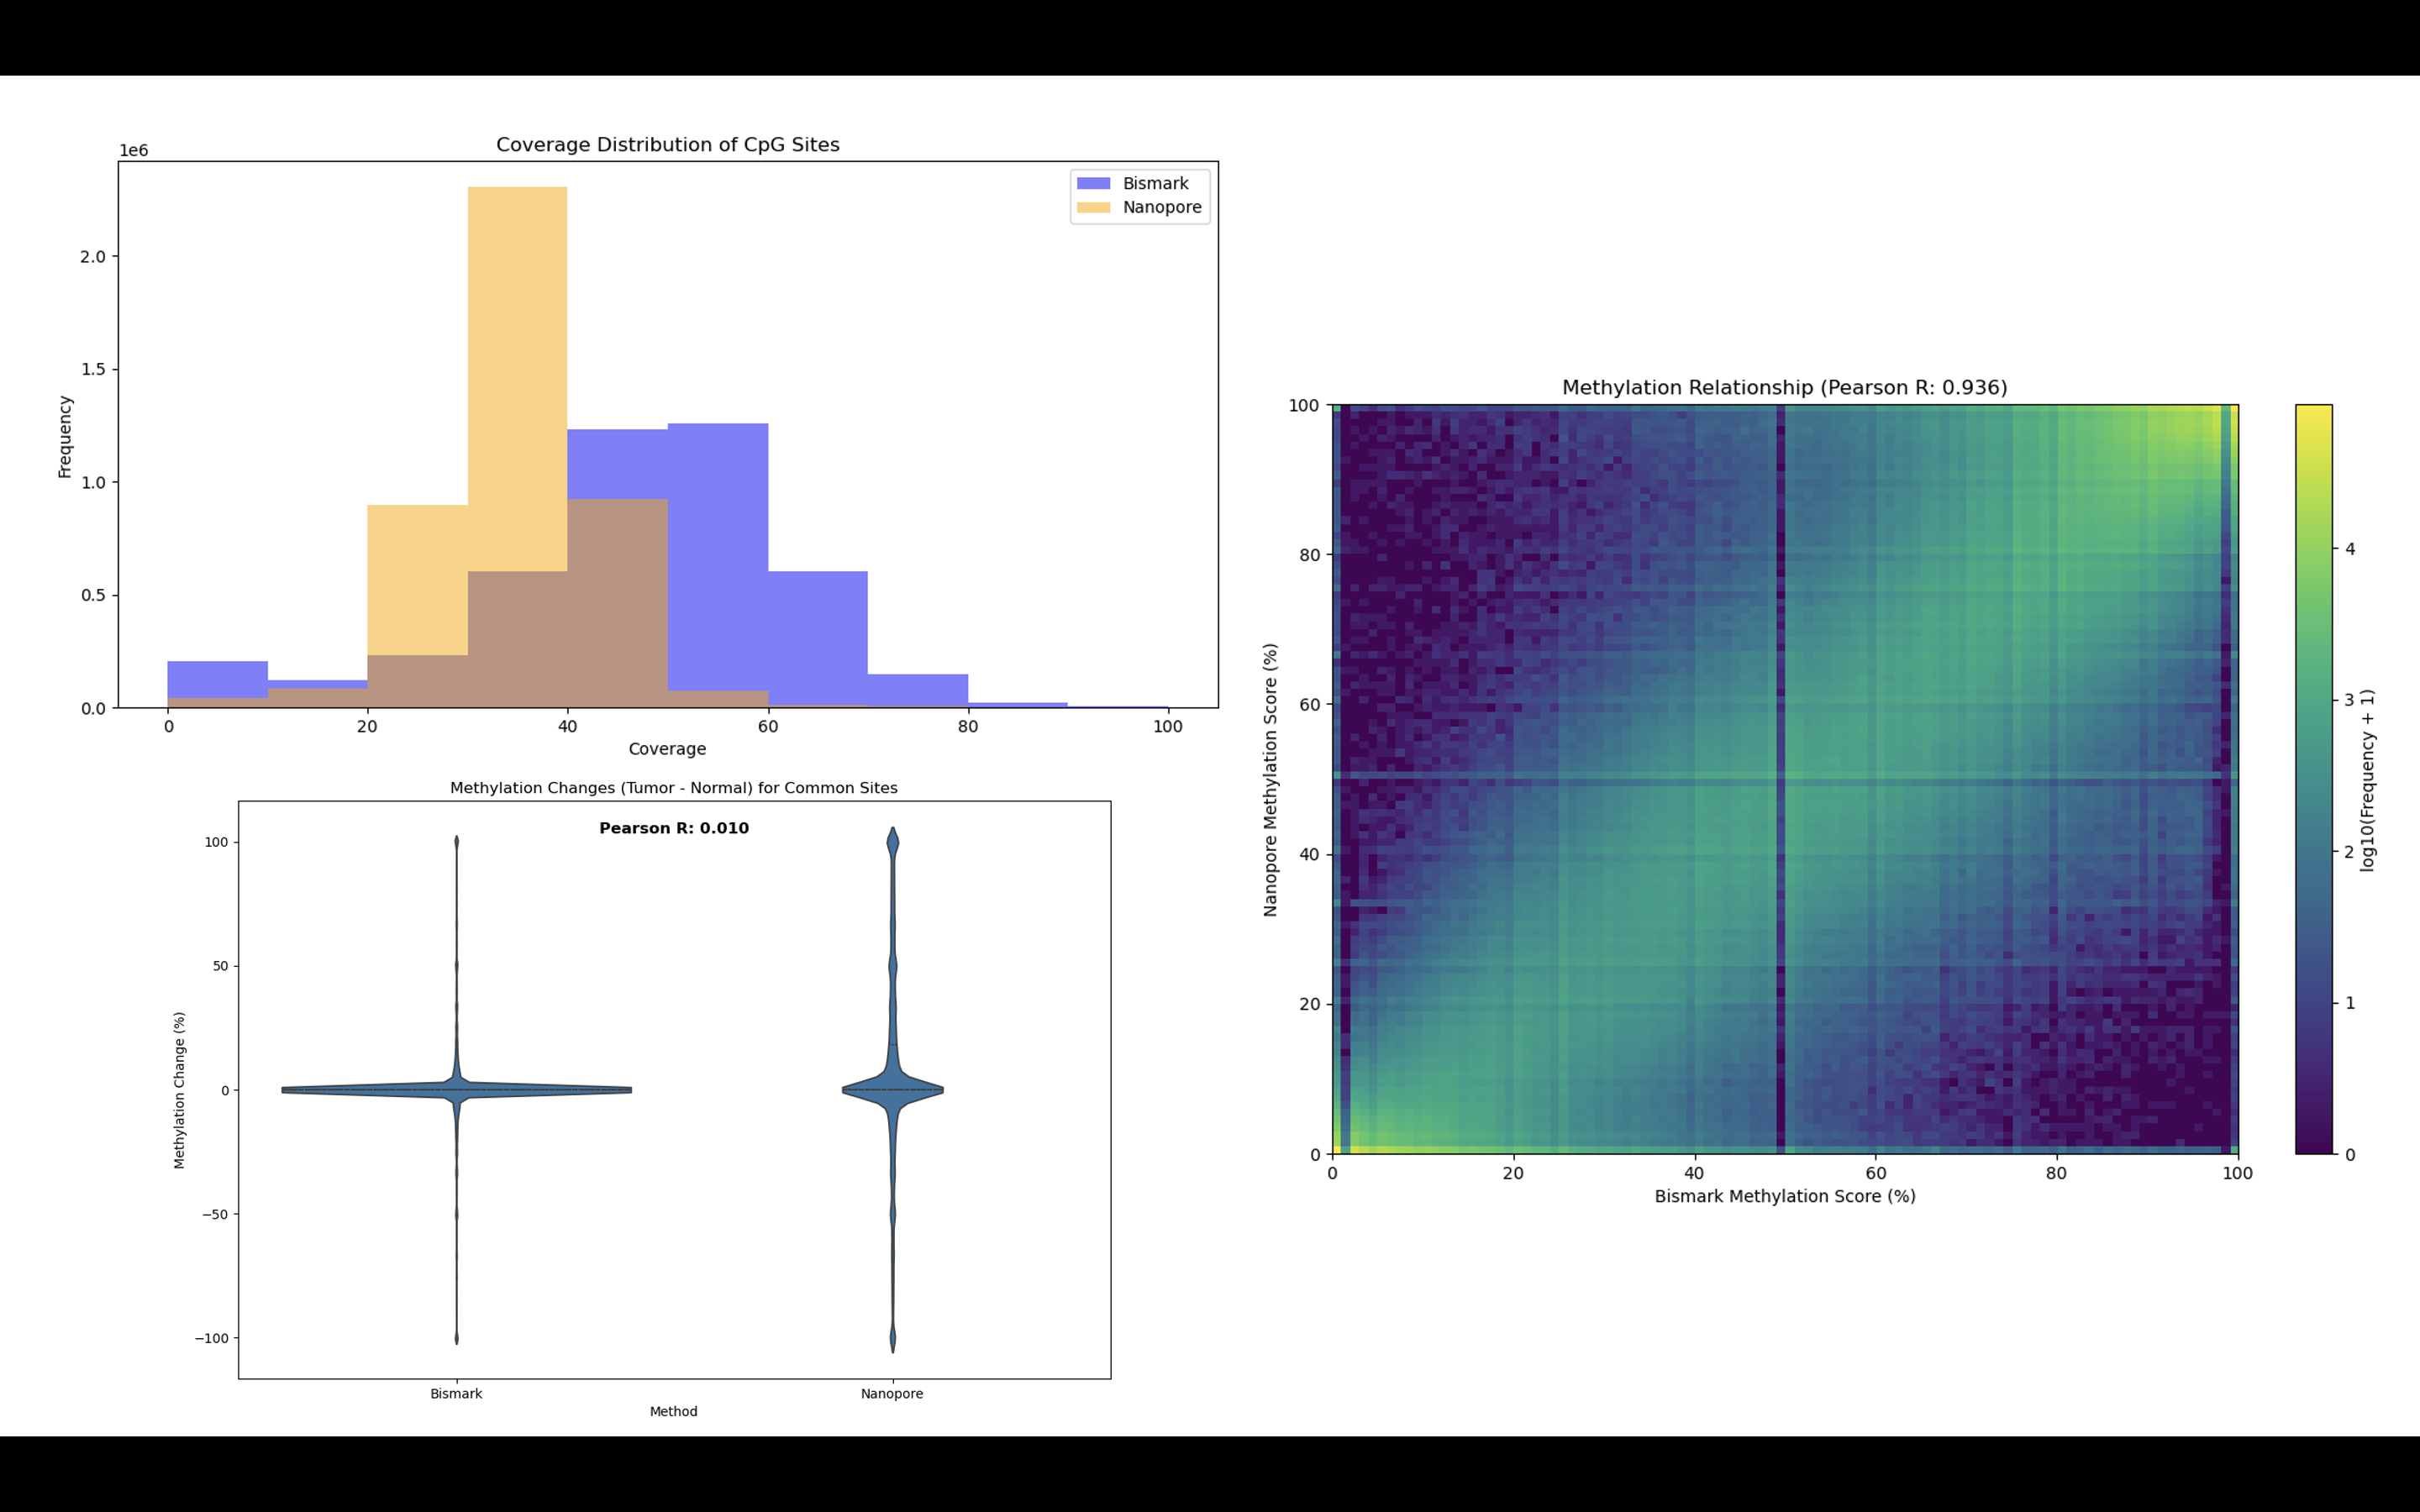 Coverage Distribution of CpG Sites
1e6
Bismark
Nanopore
2.0
1.5
1.0
0.5
0.0
Frequency
0 20 40 60 80 100
Coverage
Methylation Changes (Tumor - Normal) for Common Sites
Pearson R: 0.010
100
50
0
−50
−100
Methylation Change (%)
Bismark Nanopore
Method
Methylation Relationship (Pearson R: 0.936)
100
80
60
40
20
0
Nanopore Methylation Score (%)
0 20 40 60 80 100
Bismark Methylation Score (%)
4
3
2
1
0
log10(Frequency + 1)